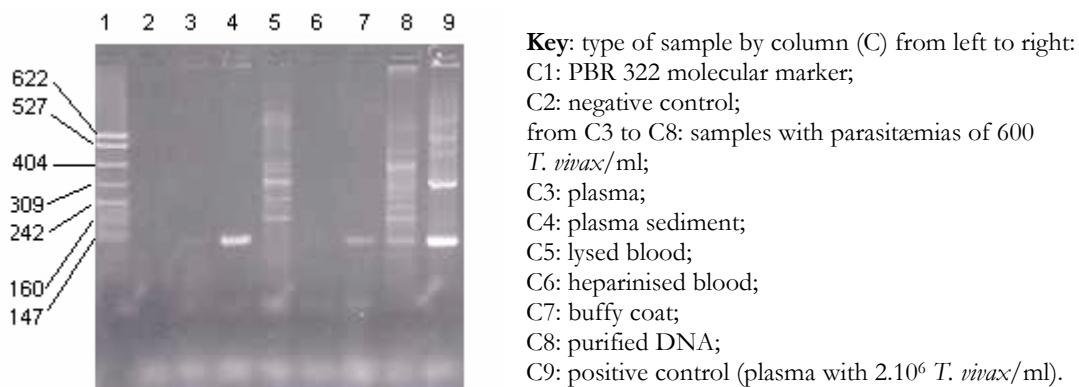 1 2 3 4 5 6 7 8 9
622
527
404
309
242
160
147
Key: type of sample by column (C) from left to right:
C1: PBR 322 molecular marker;
C2: negative control;
from C3 to C8: samples with parasitæmias of 600
T. vivax/ml;
C3: plasma;
C4: plasma sediment;
C5: lysed blood;
C6: heparinised blood;
C7: buffy coat;
C8: purified DNA;
C9: positive control (plasma with 2.10⁶ T. vivax/ml).